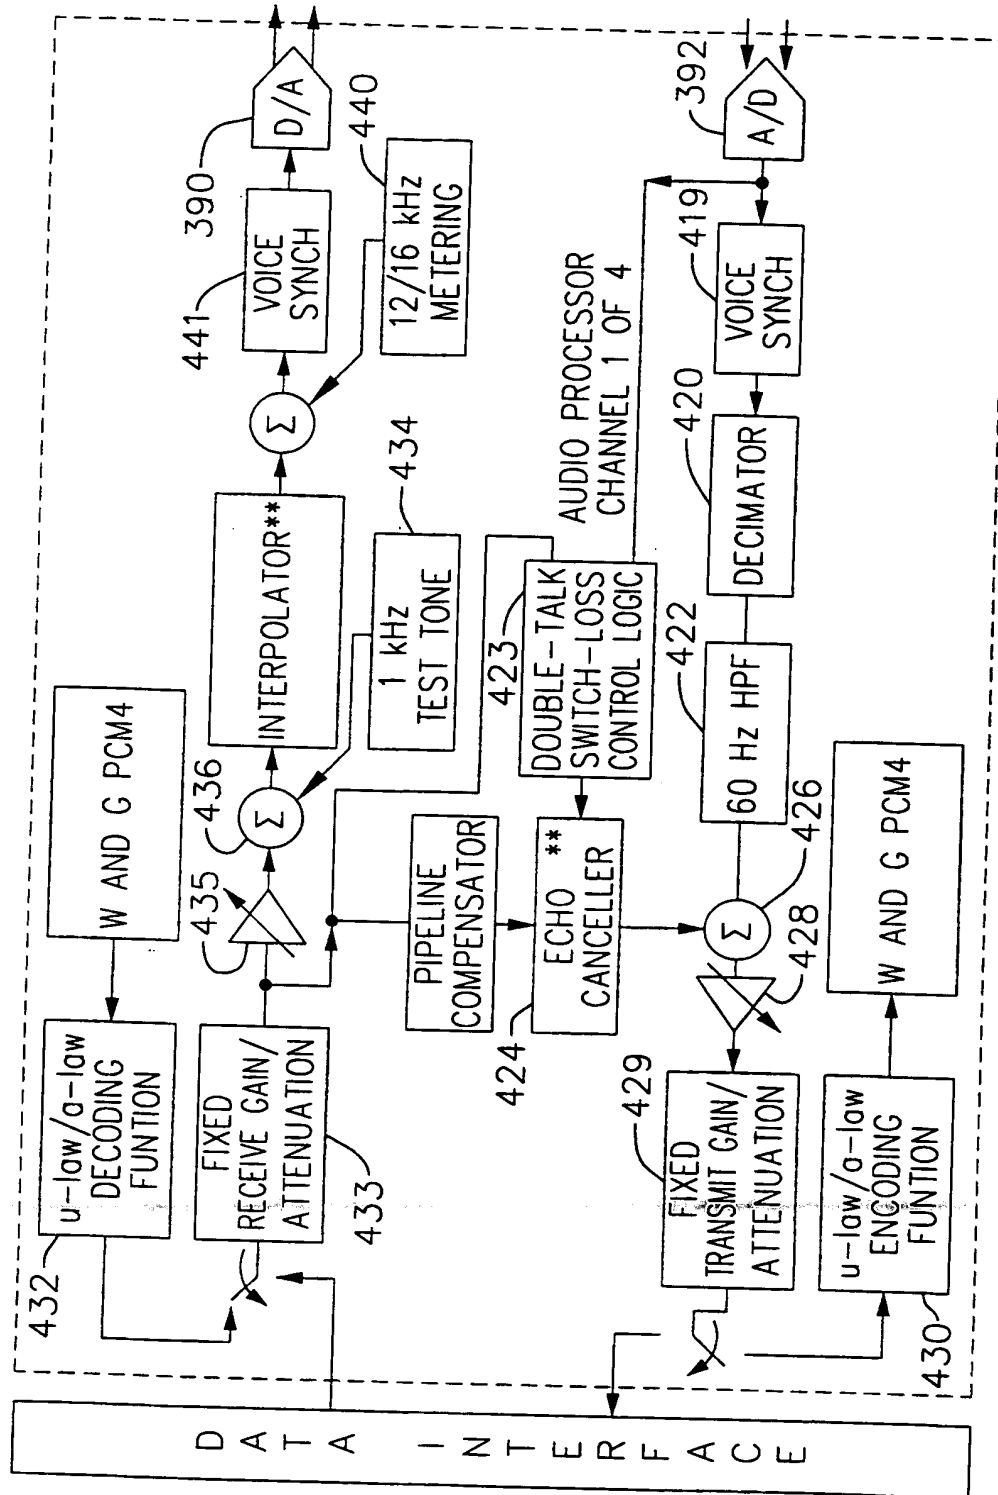 W AND G PCM4
u-law/a-law
DECODING
FUNTION
432
FIXED
RECEIVE GAIN/
ATTENUATION
433
435
436
Σ
INTERPOLATOR**
Σ
441
VOICE
SYNCH
390
D/A
1 kHz
TEST TONE
434
12/16 kHz
METERING
440
PIPELINE
COMPENSATOR
423
DOUBLE-TALK
SWITCH-LOSS
CONTROL LOGIC
AUDIO PROCESSOR
CHANNEL 1 OF 4
ECHO **
CANCELLER
424
392
A/D
419
VOICE
SYNCH
420
DECIMATOR
422
60 Hz HPF
426
Σ
428
429
FIXED
TRANSMIT GAIN/
ATTENUATION
W AND G PCM4
u-law/a-law
ENCODING
FUNTION
430
DATA INTERFACE